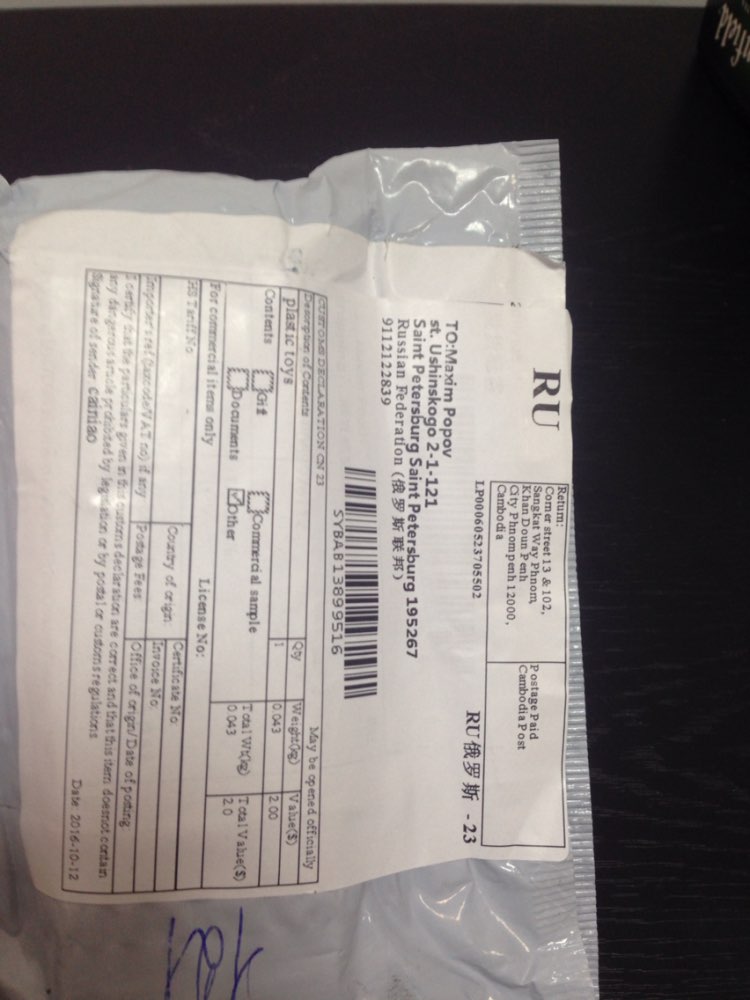 RU
Return:
Corner street 13 & 102,
Sangkat Way Phnom,
Khan Doun Penh
City Phnompenh 12000,
Cambodia
Postage Paid
Cambodia Post
LP00060523705502
RU俄罗斯 - 23
TO:Maxim Popov
st. Ushinskogo 2-1-121
Saint Petersburg Saint Petersburg 195267
Russian Federation (俄罗斯联邦)
9112122839
SYBAB13899516
CUSTOMS DECLARATION CN 23 May be opened officially
Description of Contents Qty Weight(kg) Value($)
plastic toys 1 0.043 2.00
Contents Gift Commercial sample Total Wt(kg) Total Value($)
Documents Other 0.043 2.0
For commercial items only License No:
HS Tariff No Country of origin Certificate No:
Invoice No:
Importer's ref (taxcode/VAT no) if any Postage Fees Office of origin/Date of posting
I certify that the particulars given in this customs declaration are correct and that this item doesnot contain
any dangerous article prohibited by legislation or by postal or customs regulations
Signature of sender Cainiao Date 2016-10-12